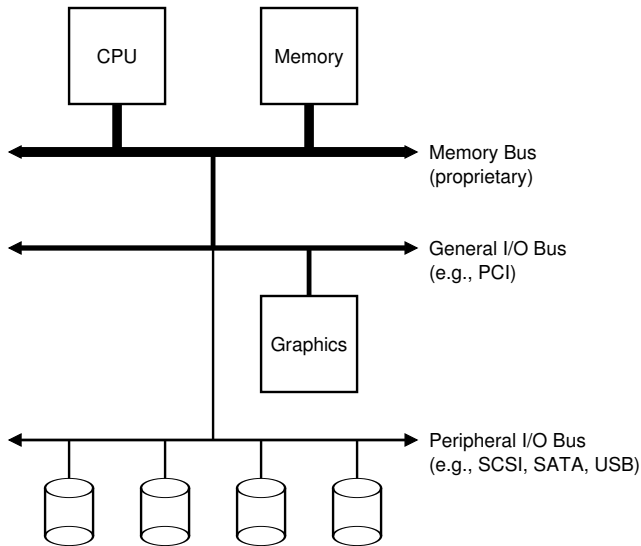 CPU
Memory
Memory Bus
(proprietary)
General I/O Bus
(e.g., PCI)
Graphics
Peripheral I/O Bus
(e.g., SCSI, SATA, USB)